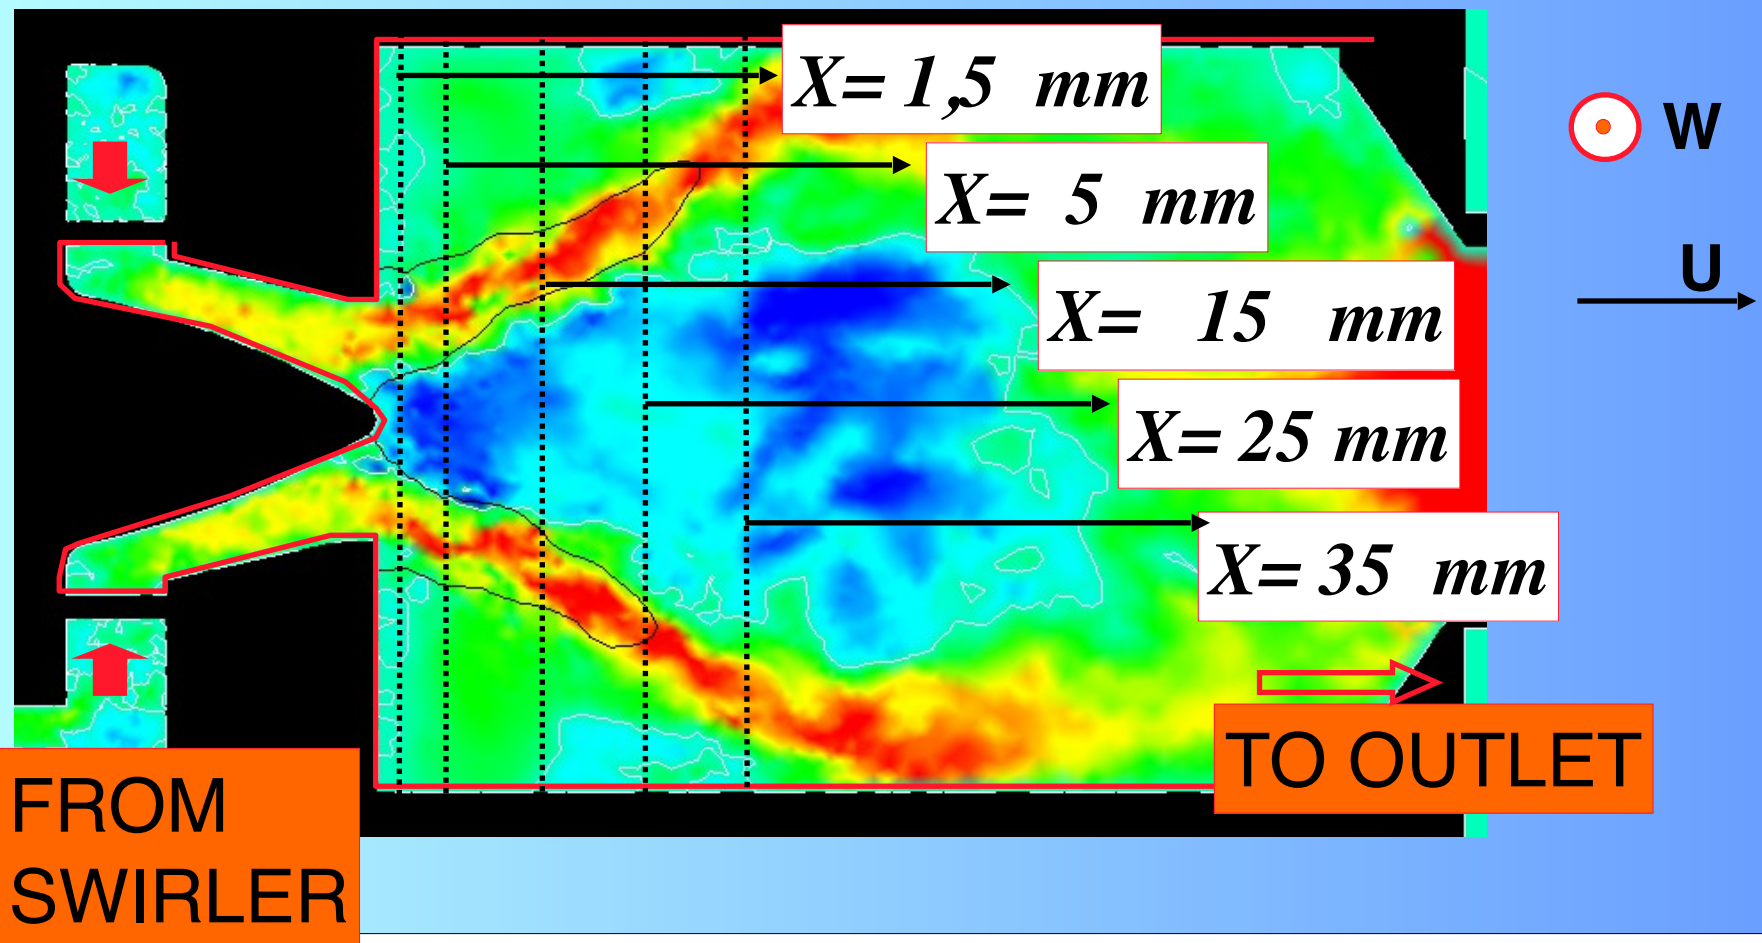 X= 1,5 mm
W
X= 5 mm
U
X= 15 mm
X= 25 mm
X= 35 mm
TO OUTLET
FROM
SWIRLER